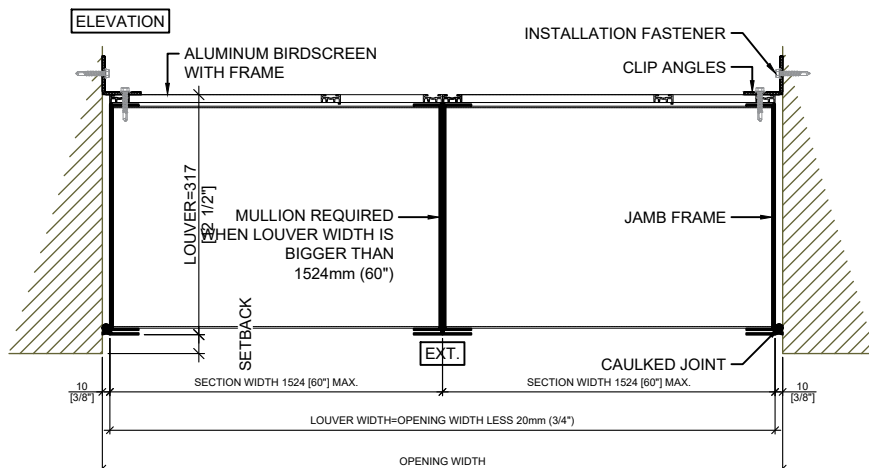 ELEVATION
INSTALLATION FASTENER
ALUMINUM BIRDSCREEN
WITH FRAME
CLIP ANGLES
LOUVER=317
[12 1/2"]
MULLION REQUIRED
WHEN LOUVER WIDTH IS
BIGGER THAN
1524mm (60")
JAMB FRAME
SETBACK
EXT.
CAULKED JOINT
10
[3/8"]
SECTION WIDTH 1524 [60"] MAX.
SECTION WIDTH 1524 [60"] MAX.
10
[3/8"]
LOUVER WIDTH=OPENING WIDTH LESS 20mm (3/4")
OPENING WIDTH